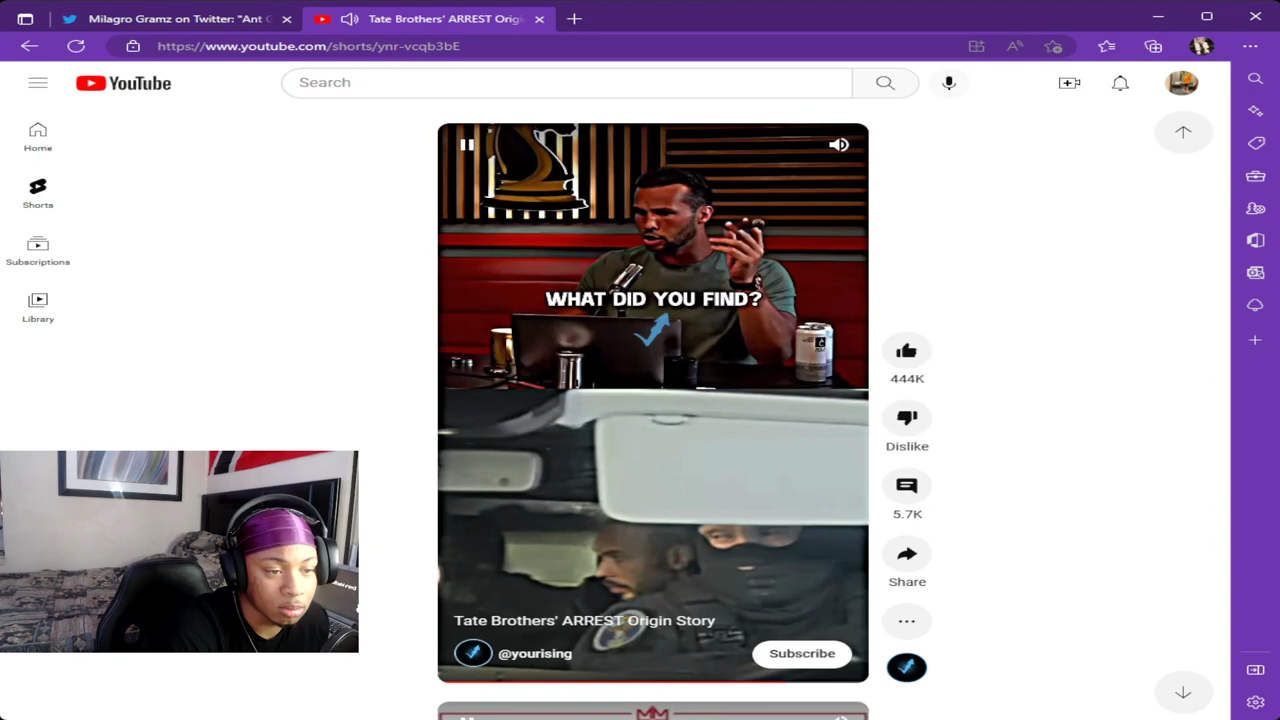 Milagro Gramz on Twitter: "Ant G
Tate Brothers' ARREST Origi
https://www.youtube.com/shorts/ynr-vcqb3bE
YouTube
Search
Home
Shorts
Subscriptions
Library
WHAT DID YOU FIND?
444K
Dislike
5.7K
Share
Tate Brothers' ARREST Origin Story
@yourising
Subscribe